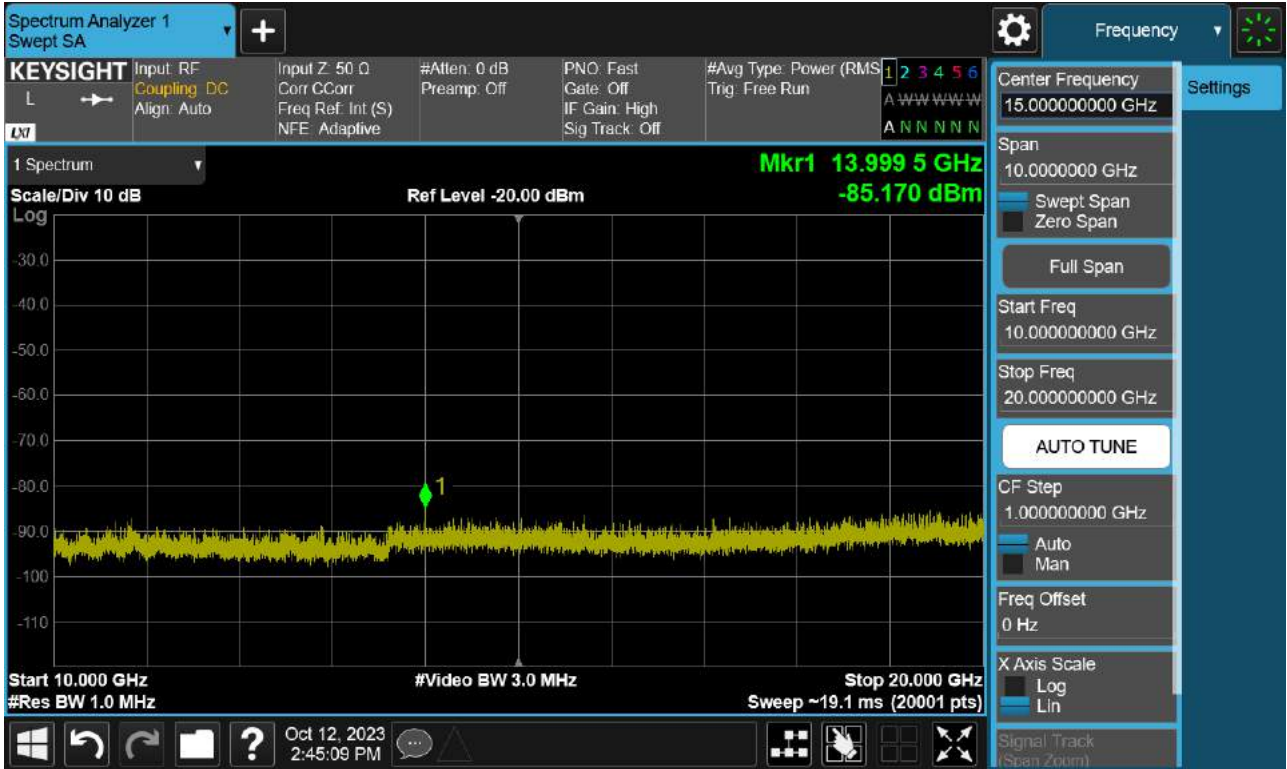 Spectrum Analyzer 1
Swept SA
+
Frequency
KEYSIGHT
L
LXI
Input: RF
Coupling: DC
Align: Auto
Input Z: 50 Ω
Corr CCorr
Freq Ref: Int (S)
NFE: Adaptive
#Atten: 0 dB
Preamp: Off
PNO: Fast
Gate: Off
IF Gain: High
Sig Track: Off
#Avg Type: Power (RMS
Trig: Free Run
1 2 3 4 5 6
A W W W W W
A N N N N N
1 Spectrum
Scale/Div 10 dB
Ref Level -20.00 dBm
Mkr1 13.999 5 GHz
-85.170 dBm
Log
-30.0
-40.0
-50.0
-60.0
-70.0
-80.0
-90.0
-100
-110
1
Start 10.000 GHz
#Res BW 1.0 MHz
#Video BW 3.0 MHz
Stop 20.000 GHz
Sweep ~19.1 ms (20001 pts)
Center Frequency
15.000000000 GHz
Settings
Span
10.0000000 GHz
Swept Span
Zero Span
Full Span
Start Freq
10.000000000 GHz
Stop Freq
20.000000000 GHz
AUTO TUNE
CF Step
1.000000000 GHz
Auto
Man
Freq Offset
0 Hz
X Axis Scale
Log
Lin
Signal Track
(Span Zoom)
?
Oct 12, 2023
2:45:09 PM